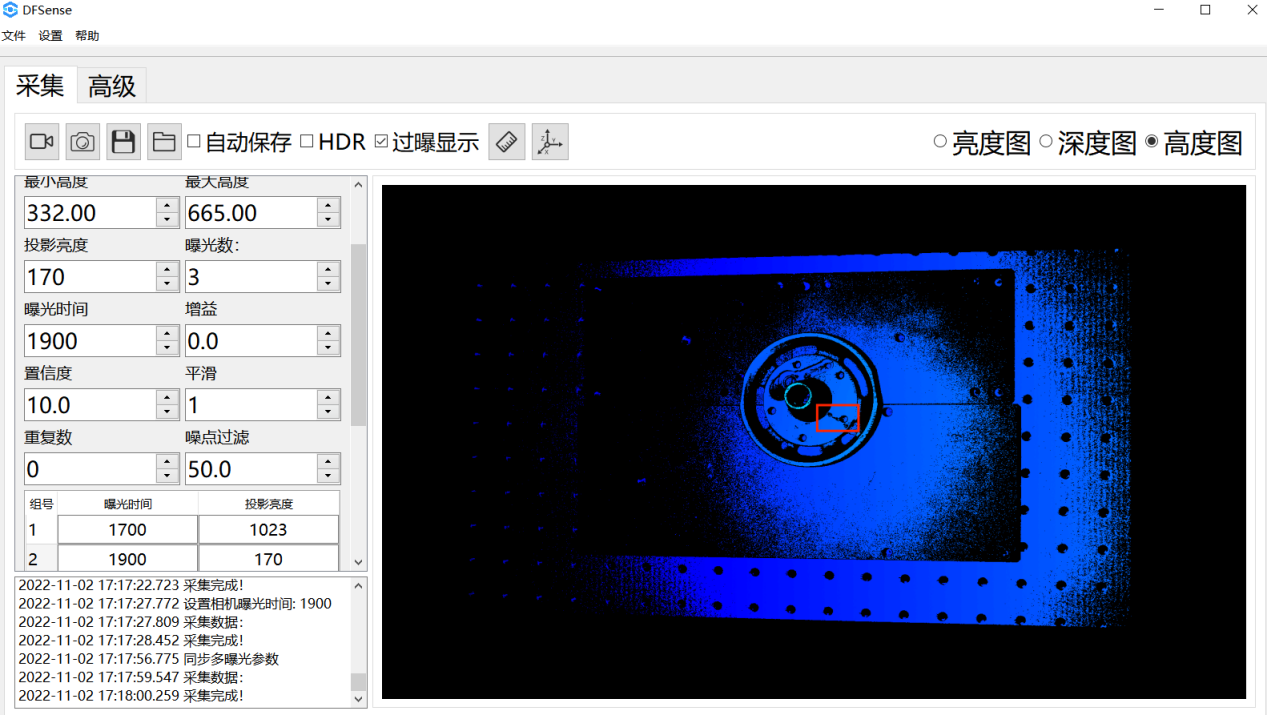 DFSense
文件 设置 帮助
采集 高级
自动保存 HDR 过曝显示 亮度图 深度图 高度图
最小高度 最大高度
332.00 665.00
投影亮度 曝光数:
170 3
曝光时间 增益
1900 0.0
置信度 平滑
10.0 1
重复数 噪点过滤
0 50.0
组号 曝光时间 投影亮度
1 1700 1023
2 1900 170
2022-11-02 17:17:22.723 采集完成!
2022-11-02 17:17:27.772 设置相机曝光时间: 1900
2022-11-02 17:17:27.809 采集数据:
2022-11-02 17:17:28.452 采集完成!
2022-11-02 17:17:56.775 同步多曝光参数
2022-11-02 17:17:59.547 采集数据:
2022-11-02 17:18:00.259 采集完成!